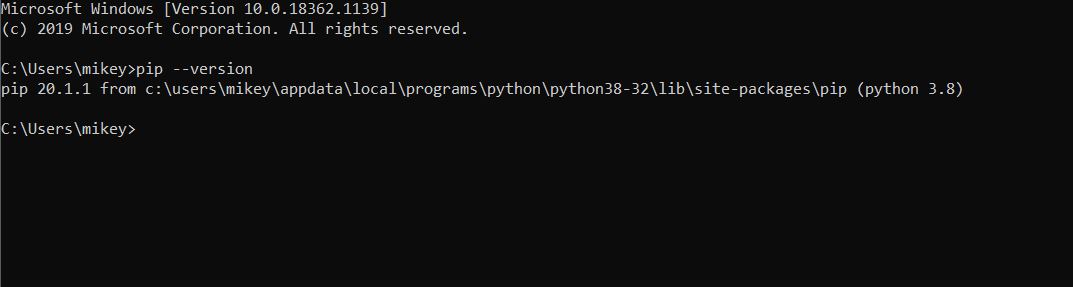 Microsoft Windows [Version 10.0.18362.1139]
(c) 2019 Microsoft Corporation. All rights reserved.
C:\Users\mikey>pip --version
pip 20.1.1 from c:\users\mikey\appdata\local\programs\python\python38-32\lib\site-packages\pip (python 3.8)
C:\Users\mikey>